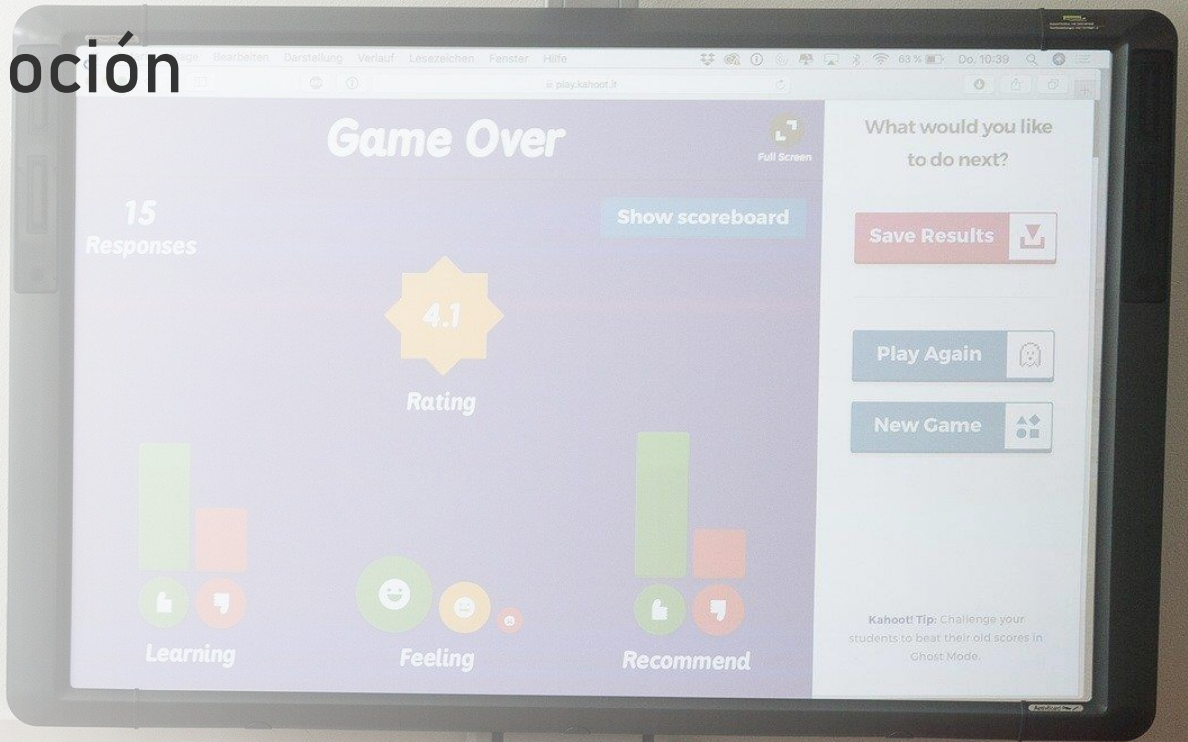 oción
Bearbeiten Darstellung Verlauf Lesezeichen Fenster Hilfe 63 % Do. 10:39
play.kahoot.it
Game Over
Full Screen
15
Responses
Show scoreboard
4.1
Rating
Learning
Feeling
Recommend
What would you like
to do next?
Save Results
Play Again
New Game
Kahoot! Tip: Challenge your
students to beat their old scores in
Ghost Mode.